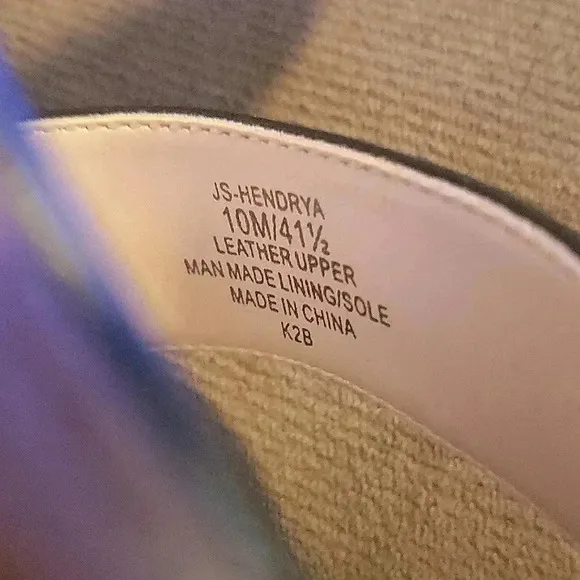 JS-HENDRYA
10M/41½
LEATHER UPPER
MAN MADE LINING/SOLE
MADE IN CHINA
K2B